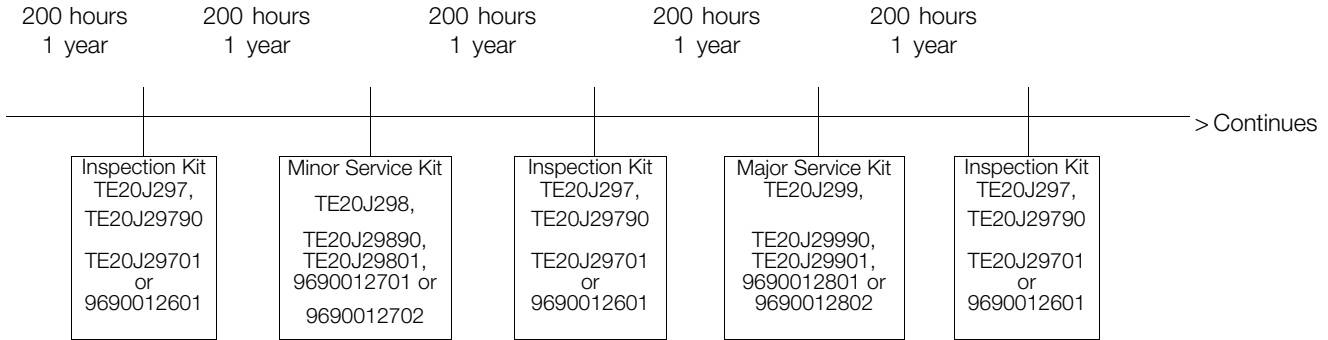 200 hours
1 year
200 hours
1 year
200 hours
1 year
200 hours
1 year
200 hours
1 year
> Continues
Inspection Kit
TE20J297,
TE20J29790
TE20J29701
or
9690012601
Minor Service Kit
TE20J298,
TE20J29890,
TE20J29801,
9690012701 or
9690012702
Inspection Kit
TE20J297,
TE20J29790
TE20J29701
or
9690012601
Major Service Kit
TE20J299,
TE20J29990,
TE20J29901,
9690012801 or
9690012802
Inspection Kit
TE20J297,
TE20J29790
TE20J29701
or
9690012601